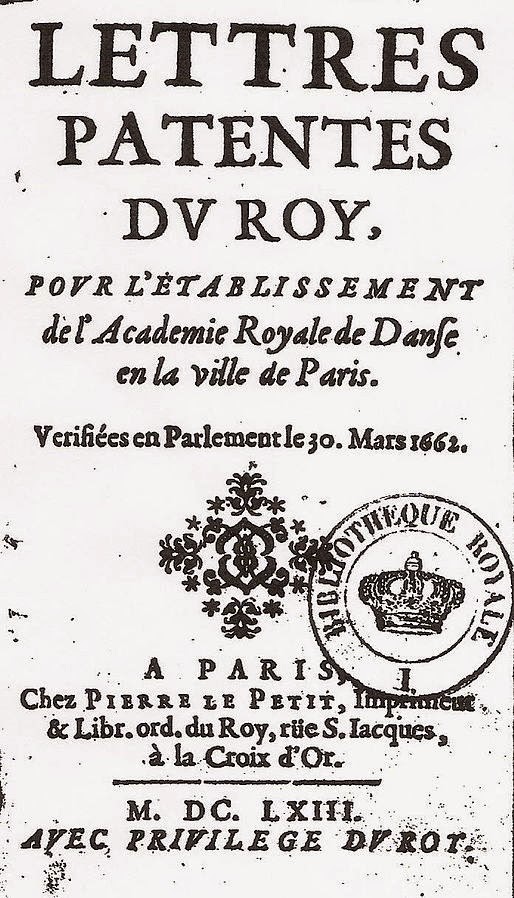 LETTRES
PATENTES
DV ROY,
POVR L'ÉTABLISSEMENT
de l'Academie Royale de Danſe
en la ville de Paris.
Verifiées en Parlement le 30. Mars 1662.
BIBLIOTHEQUE ROYALE
I.
A PARIS,
Chez PIERRE LE PETIT, Imprimeur
& Libr. ord. du Roy, rüe S. Iacques,
à la Croix d'Or.
M. DC. LXIII.
AVEC PRIVILEGE DV ROY.